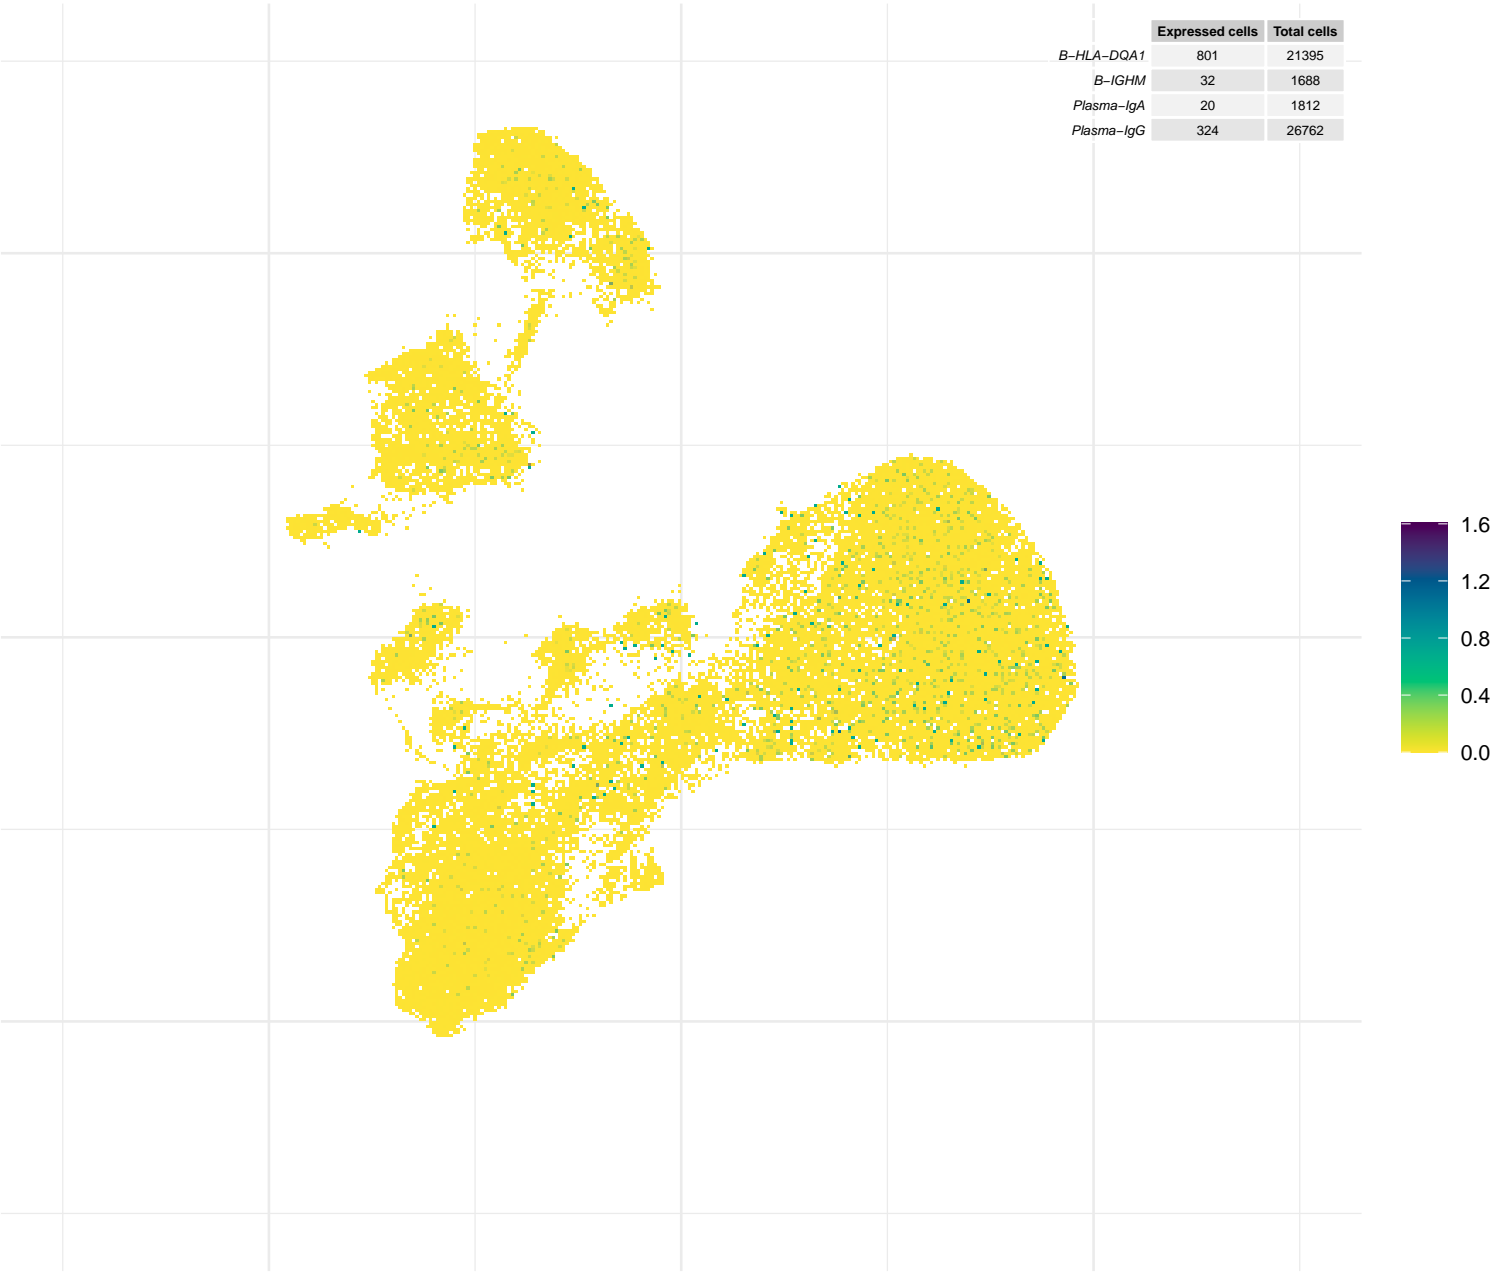 Expressed cells Total cells
B−HLA−DQA1 801 21395
B−IGHM 32 1688
Plasma−IgA 20 1812
Plasma−IgG 324 26762
1.6
1.2
0.8
0.4
0.0